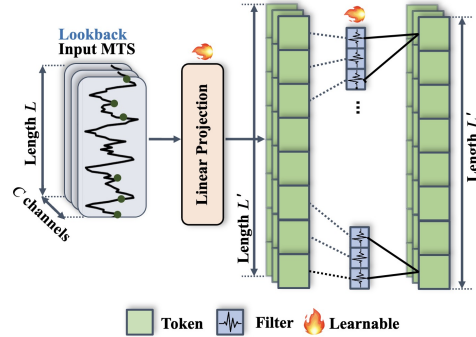 Lookback
Input MTS
Length L
C channels
Linear Projection
Length L'
...
Length L'
Token
Filter
Learnable